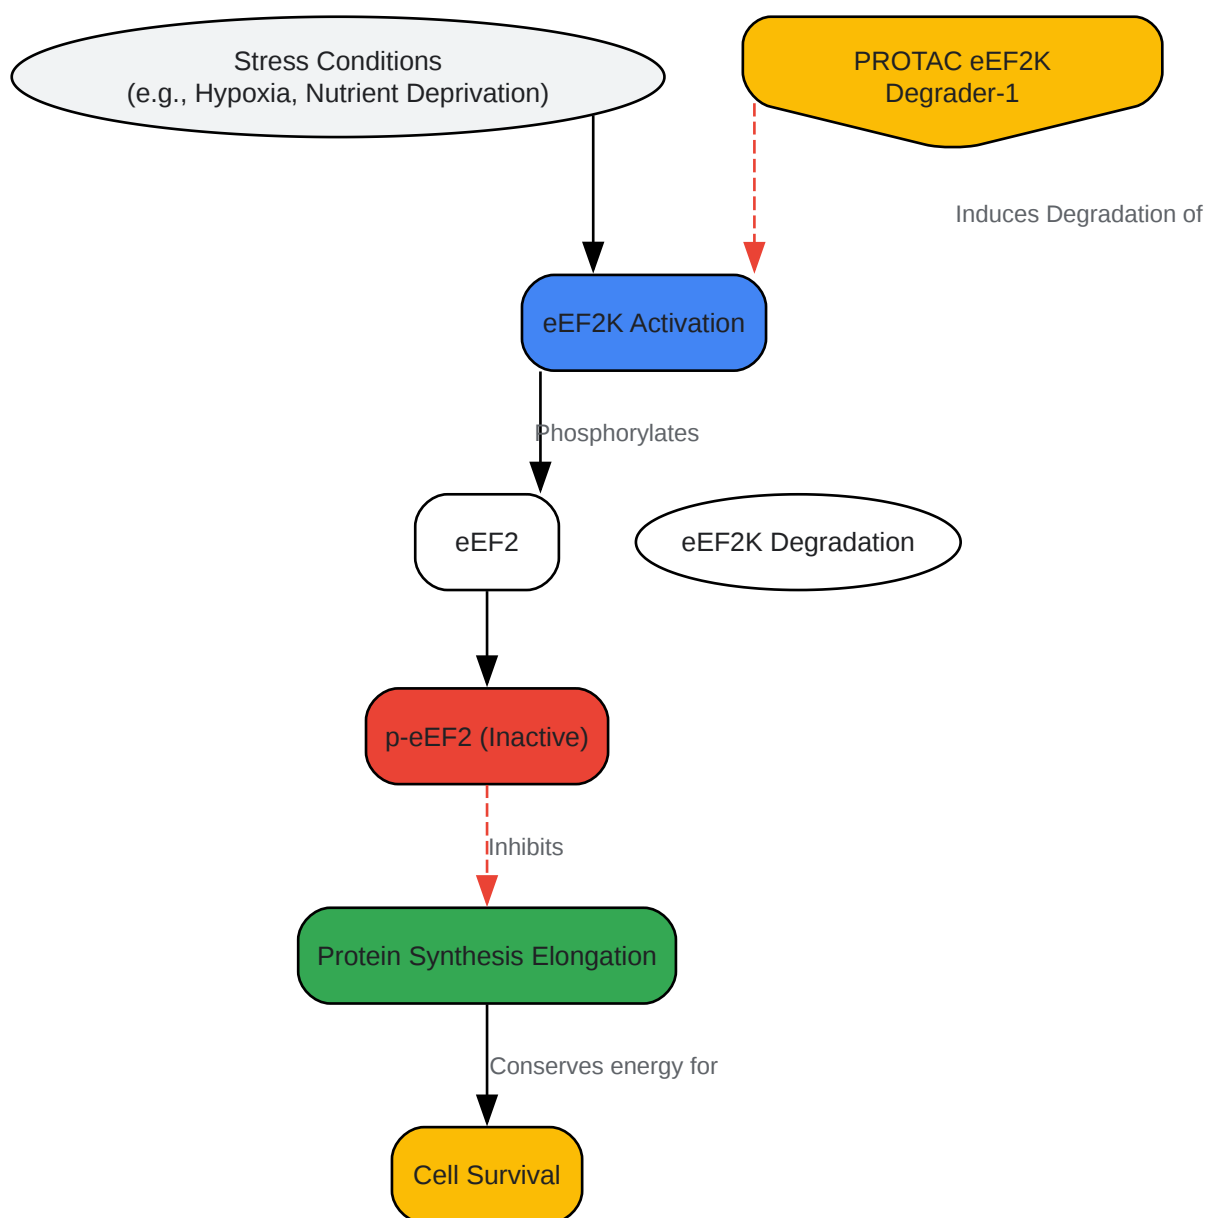 Stress Conditions
(e.g., Hypoxia, Nutrient Deprivation)
PROTAC eEF2K
Degrader-1
Induces Degradation of
eEF2K Activation
Phosphorylates
eEF2
eEF2K Degradation
p-eEF2 (Inactive)
Inhibits
Protein Synthesis Elongation
Conserves energy for
Cell Survival